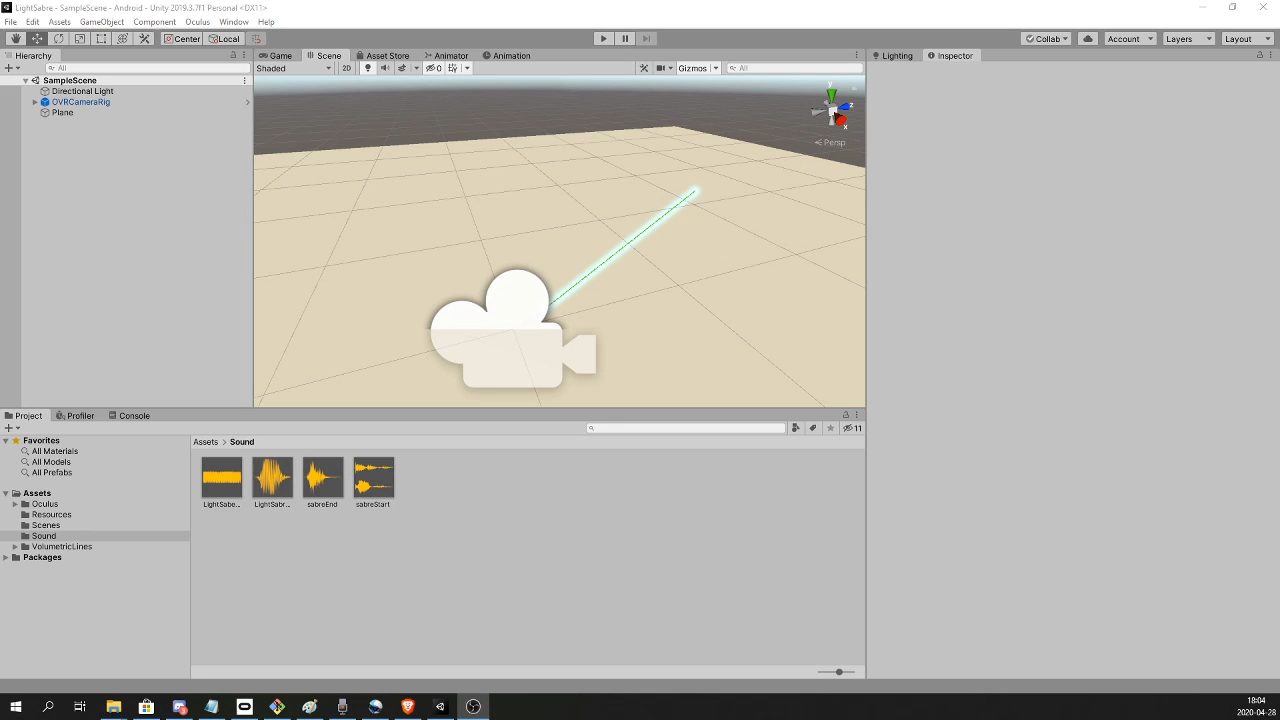 LightSabre - SampleScene - Android - Unity 2019.3.7f1 Personal <DX11>
File Edit Assets GameObject Component Oculus Window Help
Center Local Collab Account Layers Layout
Hierarchy Game Scene Asset Store Animator Animation Lighting Inspector
All Shaded 2D 0 Gizmos All
SampleScene
Directional Light
OVRCameraRig
Plane
y
z
x
Persp
Project Profiler Console
11
Favorites
All Materials
All Models
All Prefabs
Assets
Oculus
Resources
Scenes
Sound
VolumetricLines
Packages
Assets > Sound
LightSabe... LightSabr... sabreEnd sabreStart
18:04
2020-04-28